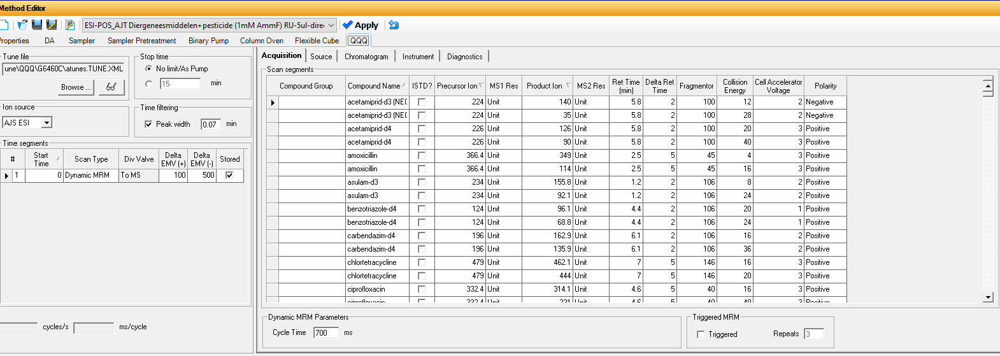 Method Editor
ESI-POS_AJT Diergeneesmiddelen+pesticide (1mM AmmF) RU-5ul-dire Apply
Properties DA Sampler Sampler Pretreatment Binary Pump Column Oven Flexible Cube QQQ
Tune file
une\QQQ\G6460C\atunes.TUNE.XML
Browse ...
Stop time
No limit/As Pump
15 min
Ion source
AJS ESI
Time filtering
Peak width 0.07 min
Time segments
# Start Time Scan Type Div Valve Delta EMV (+) Delta EMV (-) Stored
1 0 Dynamic MRM To MS 100 500
cycles/s ms/cycle
Acquisition Source Chromatogram Instrument Diagnostics
Scan segments
Compound Group Compound Name ISTD? Precursor Ion MS1 Res Product Ion MS2 Res Ret Time (min) Delta Ret Time Fragmentor Collision Energy Cell Accelerator Voltage Polarity
acetamiprid-d3 (NEC 224 Unit 140 Unit 5.8 2 100 12 2 Negative
acetamiprid-d3 (NEC 224 Unit 35 Unit 5.8 2 100 28 2 Negative
acetamiprid-d4 226 Unit 126 Unit 5.8 2 100 20 3 Positive
acetamiprid-d4 226 Unit 90 Unit 5.8 2 100 40 3 Positive
amoxicillin 366.4 Unit 349 Unit 2.5 5 45 4 3 Positive
amoxicillin 366.4 Unit 114 Unit 2.5 5 45 16 3 Positive
asulam-d3 234 Unit 155.8 Unit 1.2 2 106 8 2 Positive
asulam-d3 234 Unit 92.1 Unit 1.2 2 106 24 2 Positive
benzotriazole-d4 124 Unit 96.1 Unit 4.4 2 106 20 1 Positive
benzotriazole-d4 124 Unit 68.8 Unit 4.4 2 106 24 1 Positive
carbendazim-d4 196 Unit 162.9 Unit 6.1 2 106 16 2 Positive
carbendazim-d4 196 Unit 135.9 Unit 6.1 2 106 36 2 Positive
chlortetracycline 479 Unit 462.1 Unit 7 5 146 16 3 Positive
chlortetracycline 479 Unit 444 Unit 7 5 146 20 3 Positive
ciprofloxacin 332.4 Unit 314.1 Unit 4.6 5 40 16 3 Positive
ciprofloxacin 332.4 Unit 231 Unit 4.6 5 40 40 3 Positive
Dynamic MRM Parameters
Cycle Time 700 ms
Triggered MRM
Triggered Repeats 3